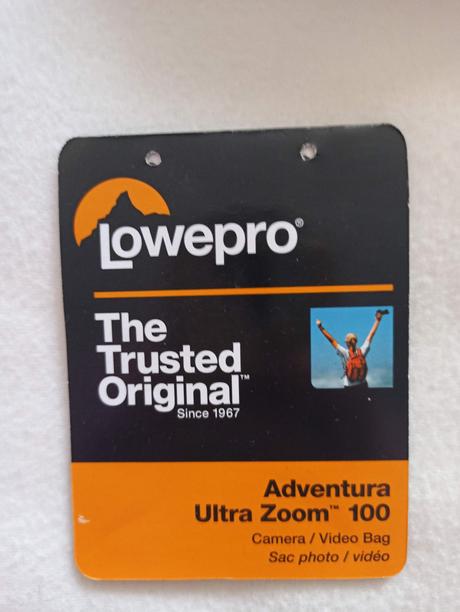 Lowepro®
The
Trusted
Original™
Since 1967
Adventura
Ultra Zoom™ 100
Camera / Video Bag
Sac photo / vidéo